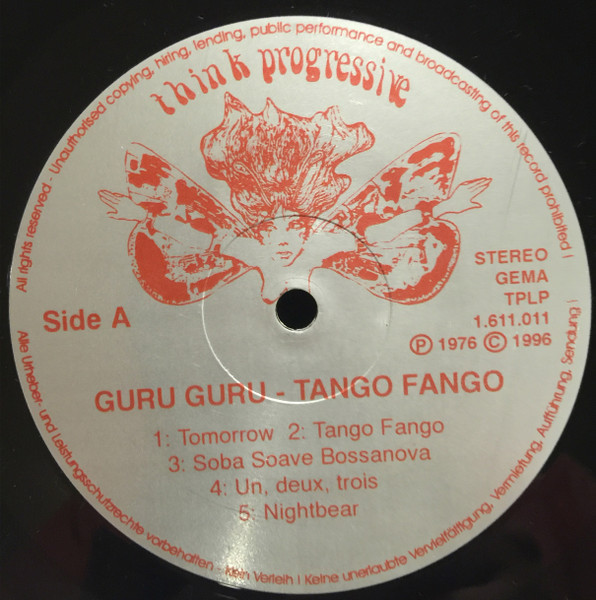 All rights reserved - Unauthorised copying, hiring, lending, public performance and broadcasting of this record prohibited !
think progressive
STEREO
GEMA
TPLP
1.611.011
Side A
Ⓟ 1976 © 1996
GURU GURU - TANGO FANGO
1: Tomorrow 2: Tango Fango
3: Soba Soave Bossanova
4: Un, deux, trois
5: Nightbear
Alle Urheber- und Leistungsschutzrechte vorbehalten - Kein Verleih ! Keine unerlaubte Vervielfältigung, Vermietung, Aufführung, Sendung !